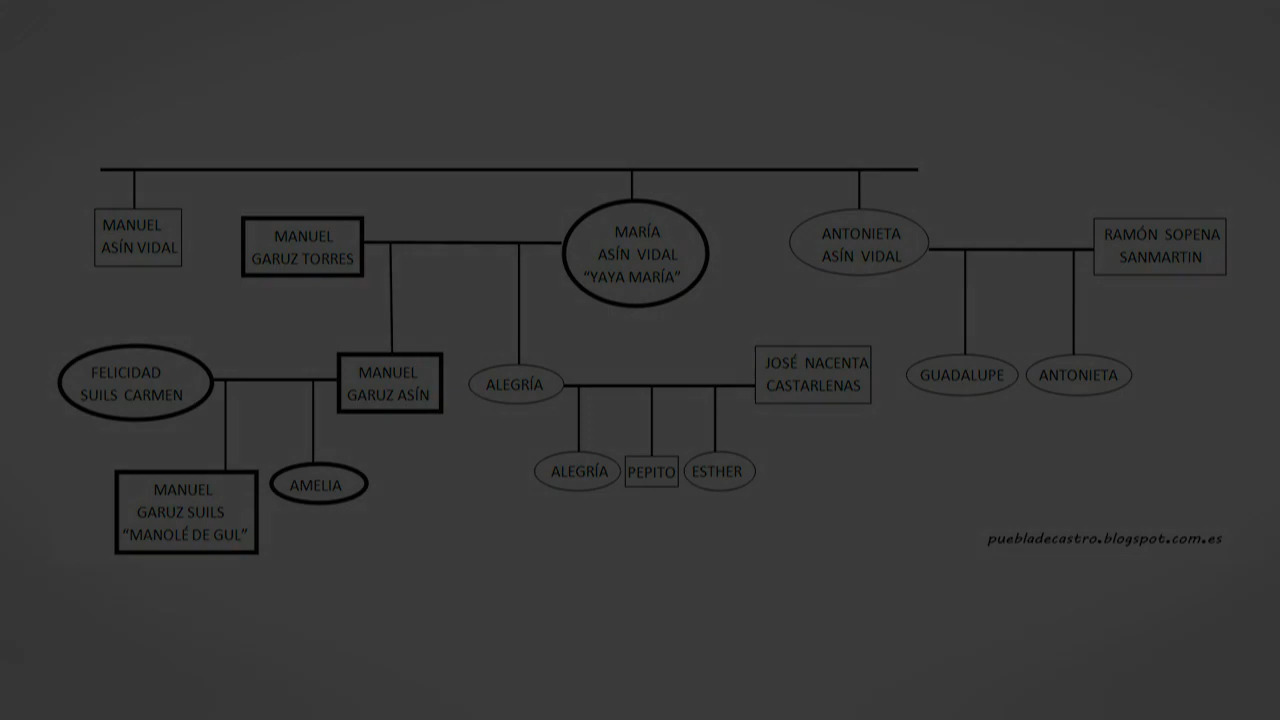 MANUEL
ASÍN VIDAL
MANUEL
GARUZ TORRES
MARÍA
ASÍN VIDAL
“YAYA MARÍA”
ANTONIETA
ASÍN VIDAL
RAMÓN SOPENA
SANMARTIN
FELICIDAD
SUILS CARMEN
MANUEL
GARUZ ASÍN
ALEGRÍA
JOSÉ NACENTA
CASTARLENAS
GUADALUPE
ANTONIETA
MANUEL
GARUZ SUILS
“MANOLÉ DE GUL”
AMELIA
ALEGRÍA
PEPITO
ESTHER
puebladecastro.blogspot.com.es